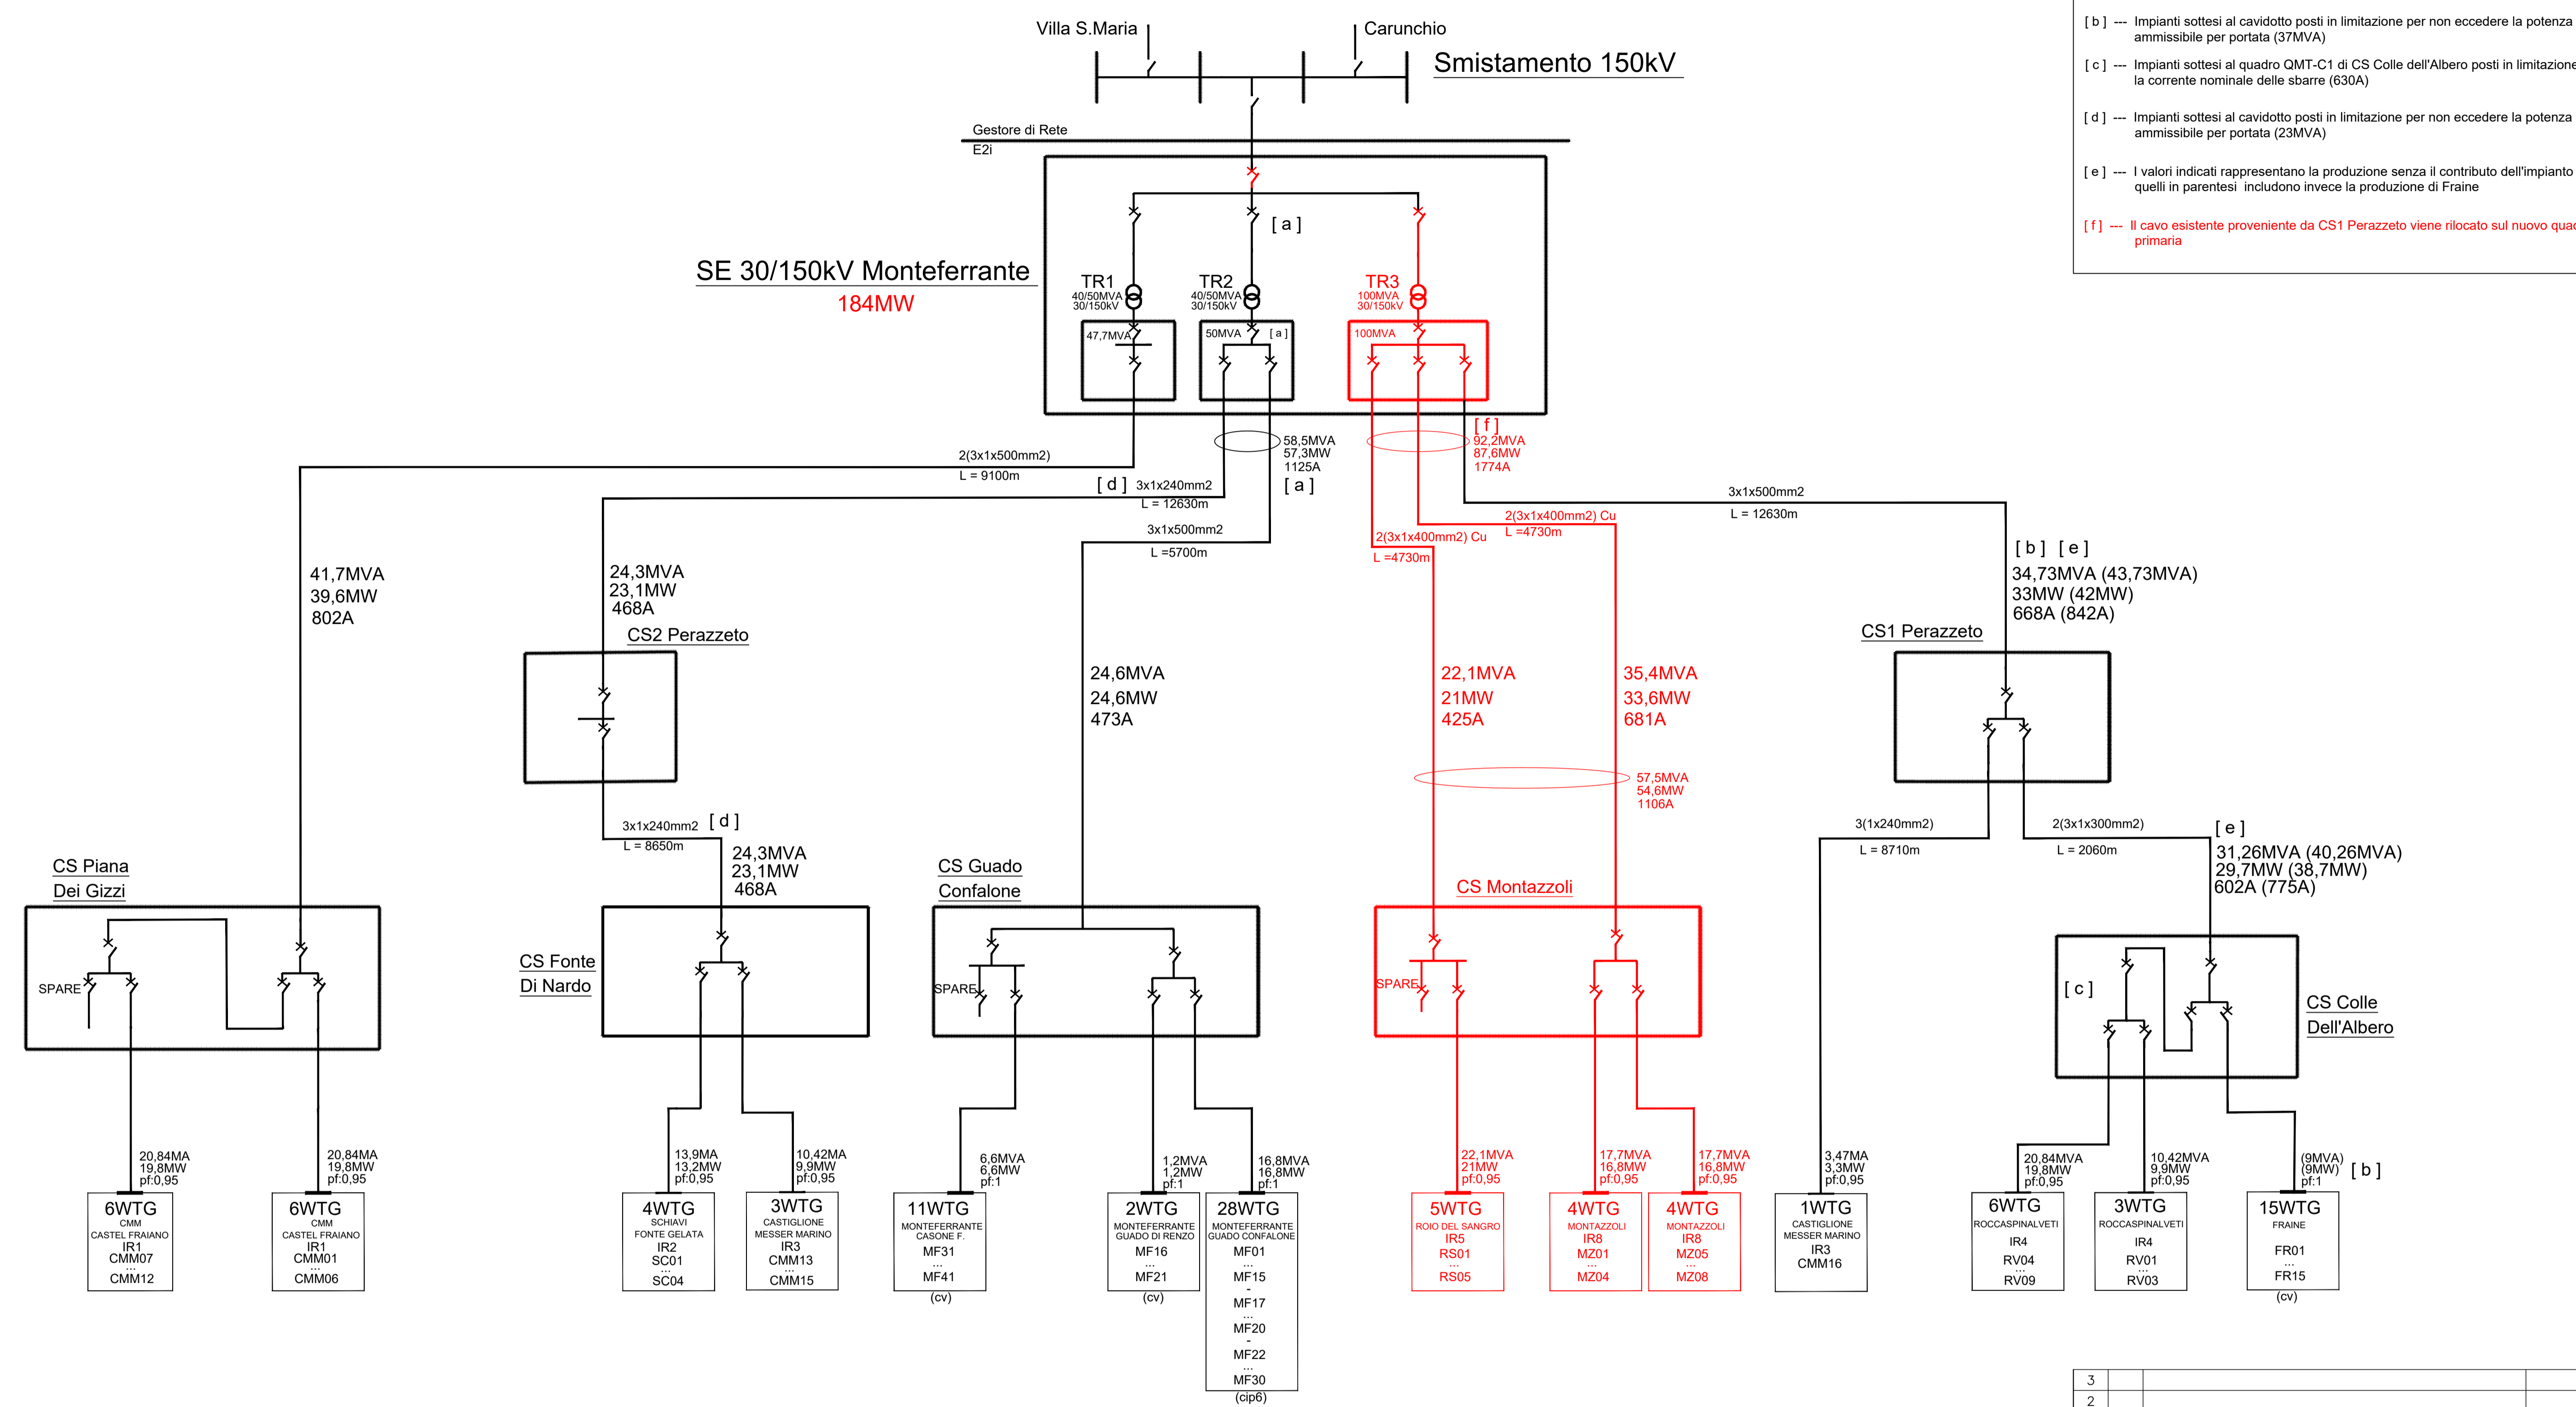 Villa S.Maria
Carunchio
Smistamento 150kV
Gestore di Rete
E2i
[ b ] --- Impianti sottesi al cavidotto posti in limitazione per non eccedere la potenza
ammissibile per portata (37MVA)
[ c ] --- Impianti sottesi al quadro QMT-C1 di CS Colle dell'Albero posti in limitazione
la corrente nominale delle sbarre (630A)
[ d ] --- Impianti sottesi al cavidotto posti in limitazione per non eccedere la potenza
ammissibile per portata (23MVA)
[ e ] --- I valori indicati rappresentano la produzione senza il contributo dell'impianto
quelli in parentesi includono invece la produzione di Fraine
[ f ] --- Il cavo esistente proveniente da CS1 Perazzeto viene rilocato sul nuovo
primaria
[ a ]
SE 30/150kV Monteferrante
184MW
TR1
40/50MVA
30/150kV
TR2
40/50MVA
30/150kV
TR3
100MVA
30/150kV
47,7MVA
50MVA
[ a ]
100MVA
58,5MVA
57,3MW
1125A
[ a ]
[ f ]
92,2MVA
87,6MW
1774A
2(3x1x500mm2)
L = 9100m
[ d ]
3x1x240mm2
L = 12630m
3x1x500mm2
L =5700m
2(3x1x400mm2) Cu
L =4730m
2(3x1x400mm2) Cu
L =4730m
3x1x500mm2
L = 12630m
41,7MVA
39,6MW
802A
24,3MVA
23,1MW
468A
CS2 Perazzeto
24,6MVA
24,6MW
473A
22,1MVA
21MW
425A
35,4MVA
33,6MW
681A
57,5MVA
54,6MW
1106A
[ b ] [ e ]
34,73MVA (43,73MVA)
33MW (42MW)
668A (842A)
CS1 Perazzeto
3x1x240mm2
[ d ]
L = 8650m
24,3MVA
23,1MW
468A
3(1x240mm2)
L = 8710m
2(3x1x300mm2)
L = 2060m
[ e ]
31,26MVA (40,26MVA)
29,7MW (38,7MW)
602A (775A)
CS Piana
Dei Gizzi
SPARE
CS Fonte
Di Nardo
CS Guado
Confalone
SPARE
CS Montazzoli
SPARE
[ c ]
CS Colle
Dell'Albero
20,84MA
19,8MW
pf:0,95
6WTG
CMM
CASTEL FRAIANO
IR1
CMM07
...
CMM12
20,84MA
19,8MW
pf:0,95
6WTG
CMM
CASTEL FRAIANO
IR1
CMM01
...
CMM06
13,9MA
13,2MW
pf:0,95
4WTG
SCHIAVI
FONTE GELATA
IR2
SC01
...
SC04
10,42MA
9,9MW
pf:0,95
3WTG
CASTIGLIONE
MESSER MARINO
IR3
CMM13
...
CMM15
6,6MVA
6,6MW
pf:1
11WTG
MONTEFERRANTE
CASONE F.
MF31
...
MF41
(cv)
1,2MVA
1,2MW
pf:1
2WTG
MONTEFERRANTE
GUADO DI RENZO
MF16
...
MF21
(cv)
16,8MVA
16,8MW
pf:1
28WTG
MONTEFERRANTE
GUADO CONFALONE
MF01
...
MF15
-
MF17
...
MF20
-
MF22
...
MF30
(cip6)
22,1MVA
21MW
pf:0,95
5WTG
ROIO DEL SANGRO
IR5
RS01
...
RS05
17,7MVA
16,8MW
pf:0,95
4WTG
MONTAZZOLI
IR8
MZ01
...
MZ04
17,7MVA
16,8MW
pf:0,95
4WTG
MONTAZZOLI
IR8
MZ05
...
MZ08
3,47MA
3,3MW
pf:0,95
1WTG
CASTIGLIONE
MESSER MARINO
IR3
CMM16
20,84MVA
19,8MW
pf:0,95
6WTG
ROCCASPINALVETI
IR4
RV04
...
RV09
10,42MVA
9,9MW
pf:0,95
3WTG
ROCCASPINALVETI
IR4
RV01
...
RV03
(9MVA)
(9MW)
pf:1
[ b ]
15WTG
FRAINE
FR01
...
FR15
(cv)
3
2